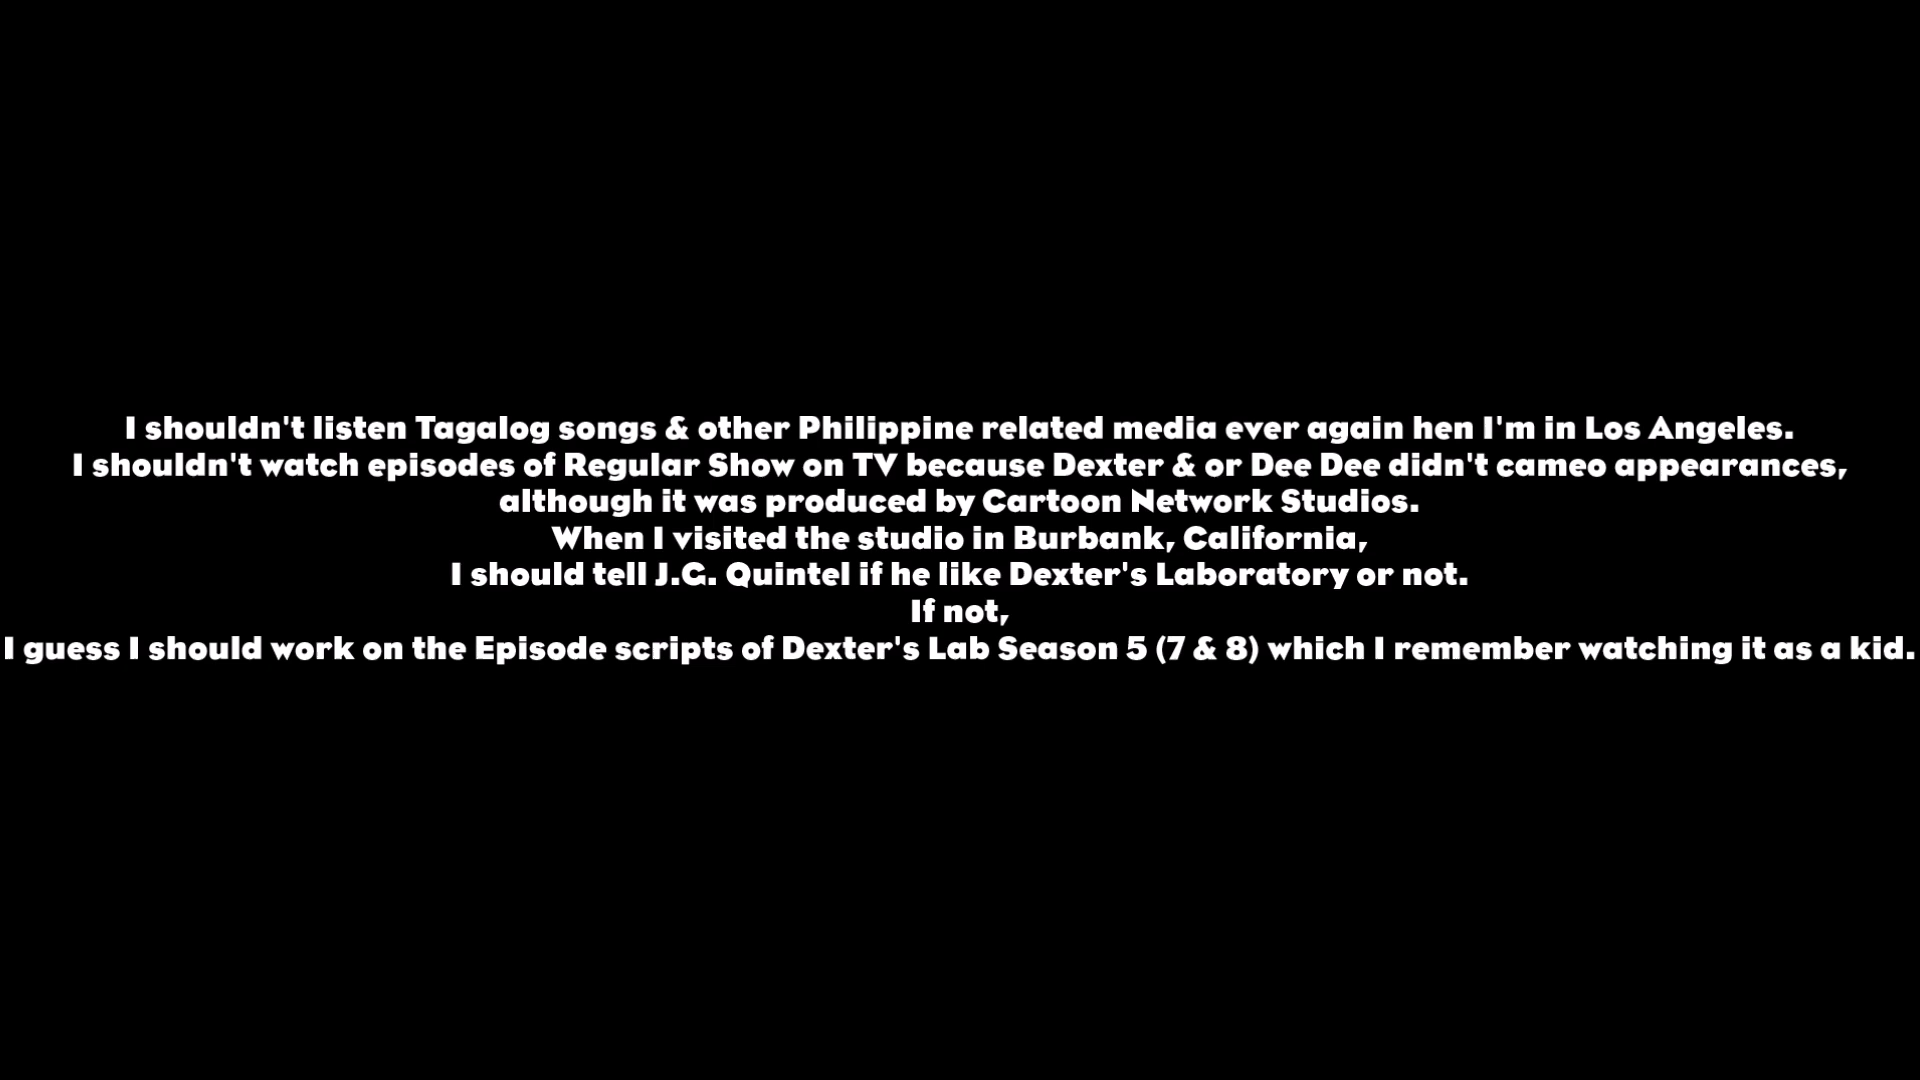 I shouldn't listen Tagalog songs & other Philippine related media ever again hen I'm in Los Angeles.
I shouldn't watch episodes of Regular Show on TV because Dexter & or Dee Dee didn't cameo appearances,
although it was produced by Cartoon Network Studios.
When I visited the studio in Burbank, California,
I should tell J.G. Quintel if he like Dexter's Laboratory or not.
If not,
I guess I should work on the Episode scripts of Dexter's Lab Season 5 (7 & 8) which I remember watching it as a kid.